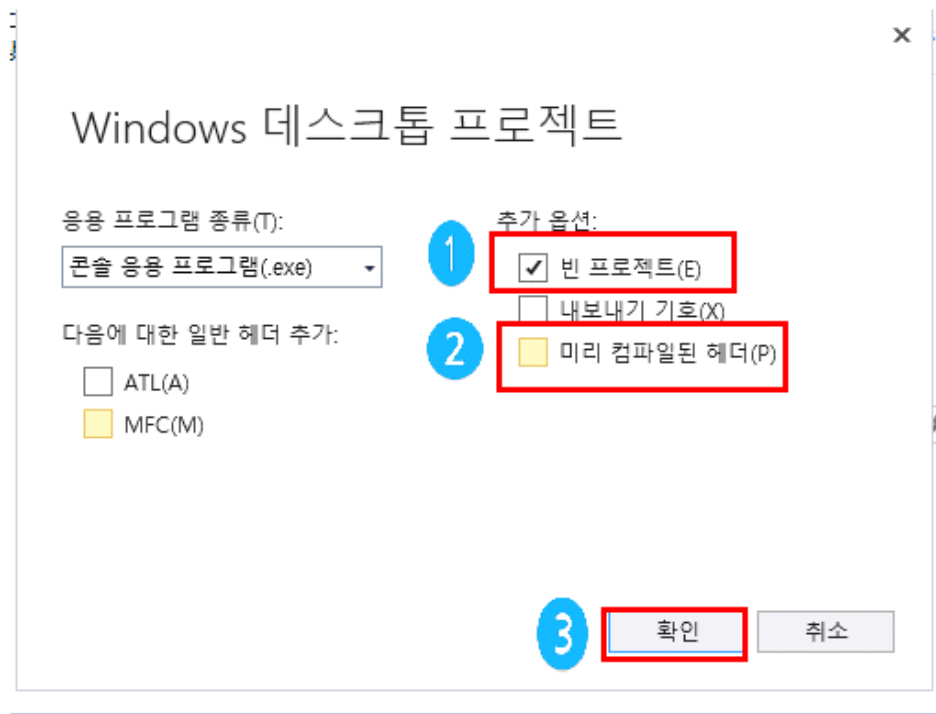 Windows 데스크톱 프로젝트
응용 프로그램 종류(T):
콘솔 응용 프로그램(.exe)
다음에 대한 일반 헤더 추가:
ATL(A)
MFC(M)
추가 옵션:
1
빈 프로젝트(E)
내보내기 기호(X)
2
미리 컴파일된 헤더(P)
3
확인
취소